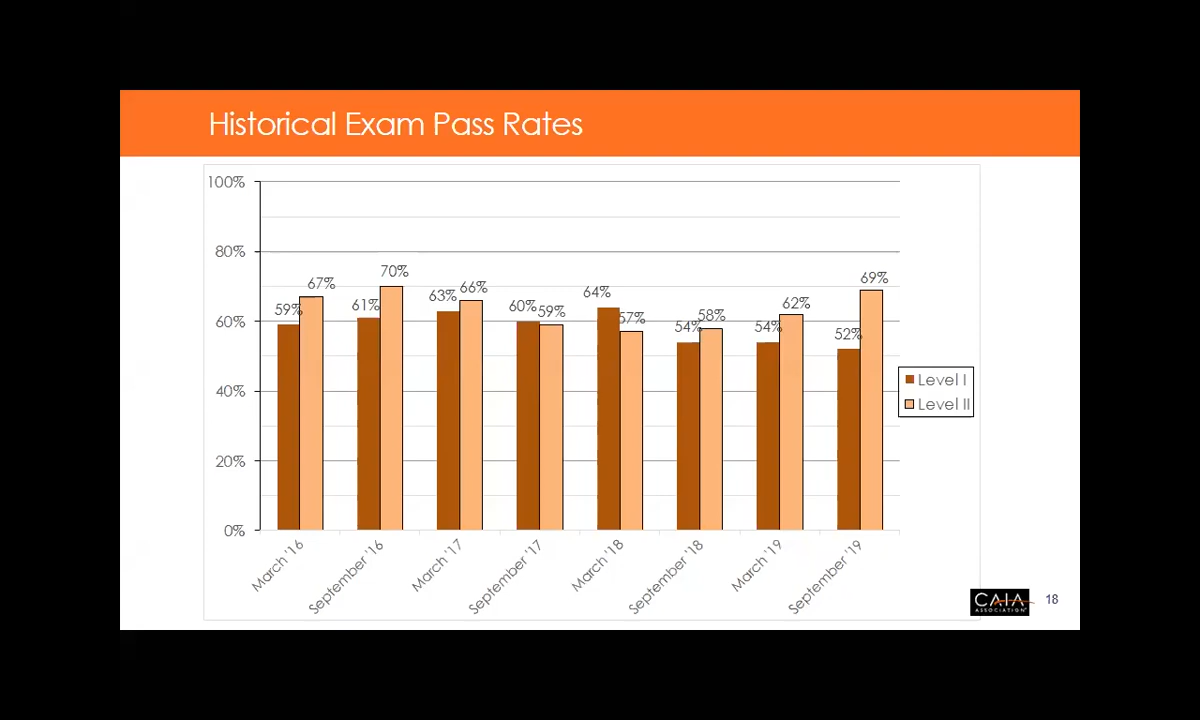 Historical Exam Pass Rates
100%
80%
60%
40%
20%
0%
59%
67%
61%
70%
63%
66%
60%
59%
64%
57%
54%
58%
54%
62%
52%
69%
March '16
September '16
March '17
September '17
March '18
September '18
March '19
September '19
Level I
Level II
CAIA
ASSOCIATION
18